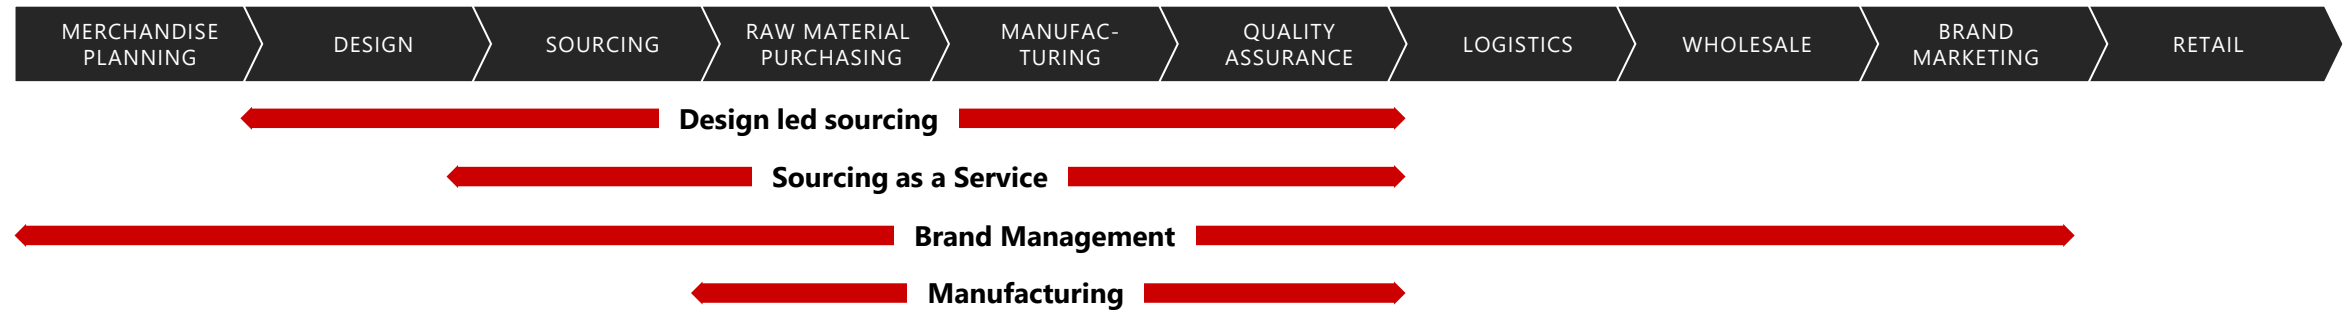 MERCHANDISE
PLANNING
DESIGN
SOURCING
RAW MATERIAL
PURCHASING
MANUFAC-
TURING
QUALITY
ASSURANCE
LOGISTICS
WHOLESALE
BRAND
MARKETING
RETAIL
Design led sourcing
Sourcing as a Service
Brand Management
Manufacturing